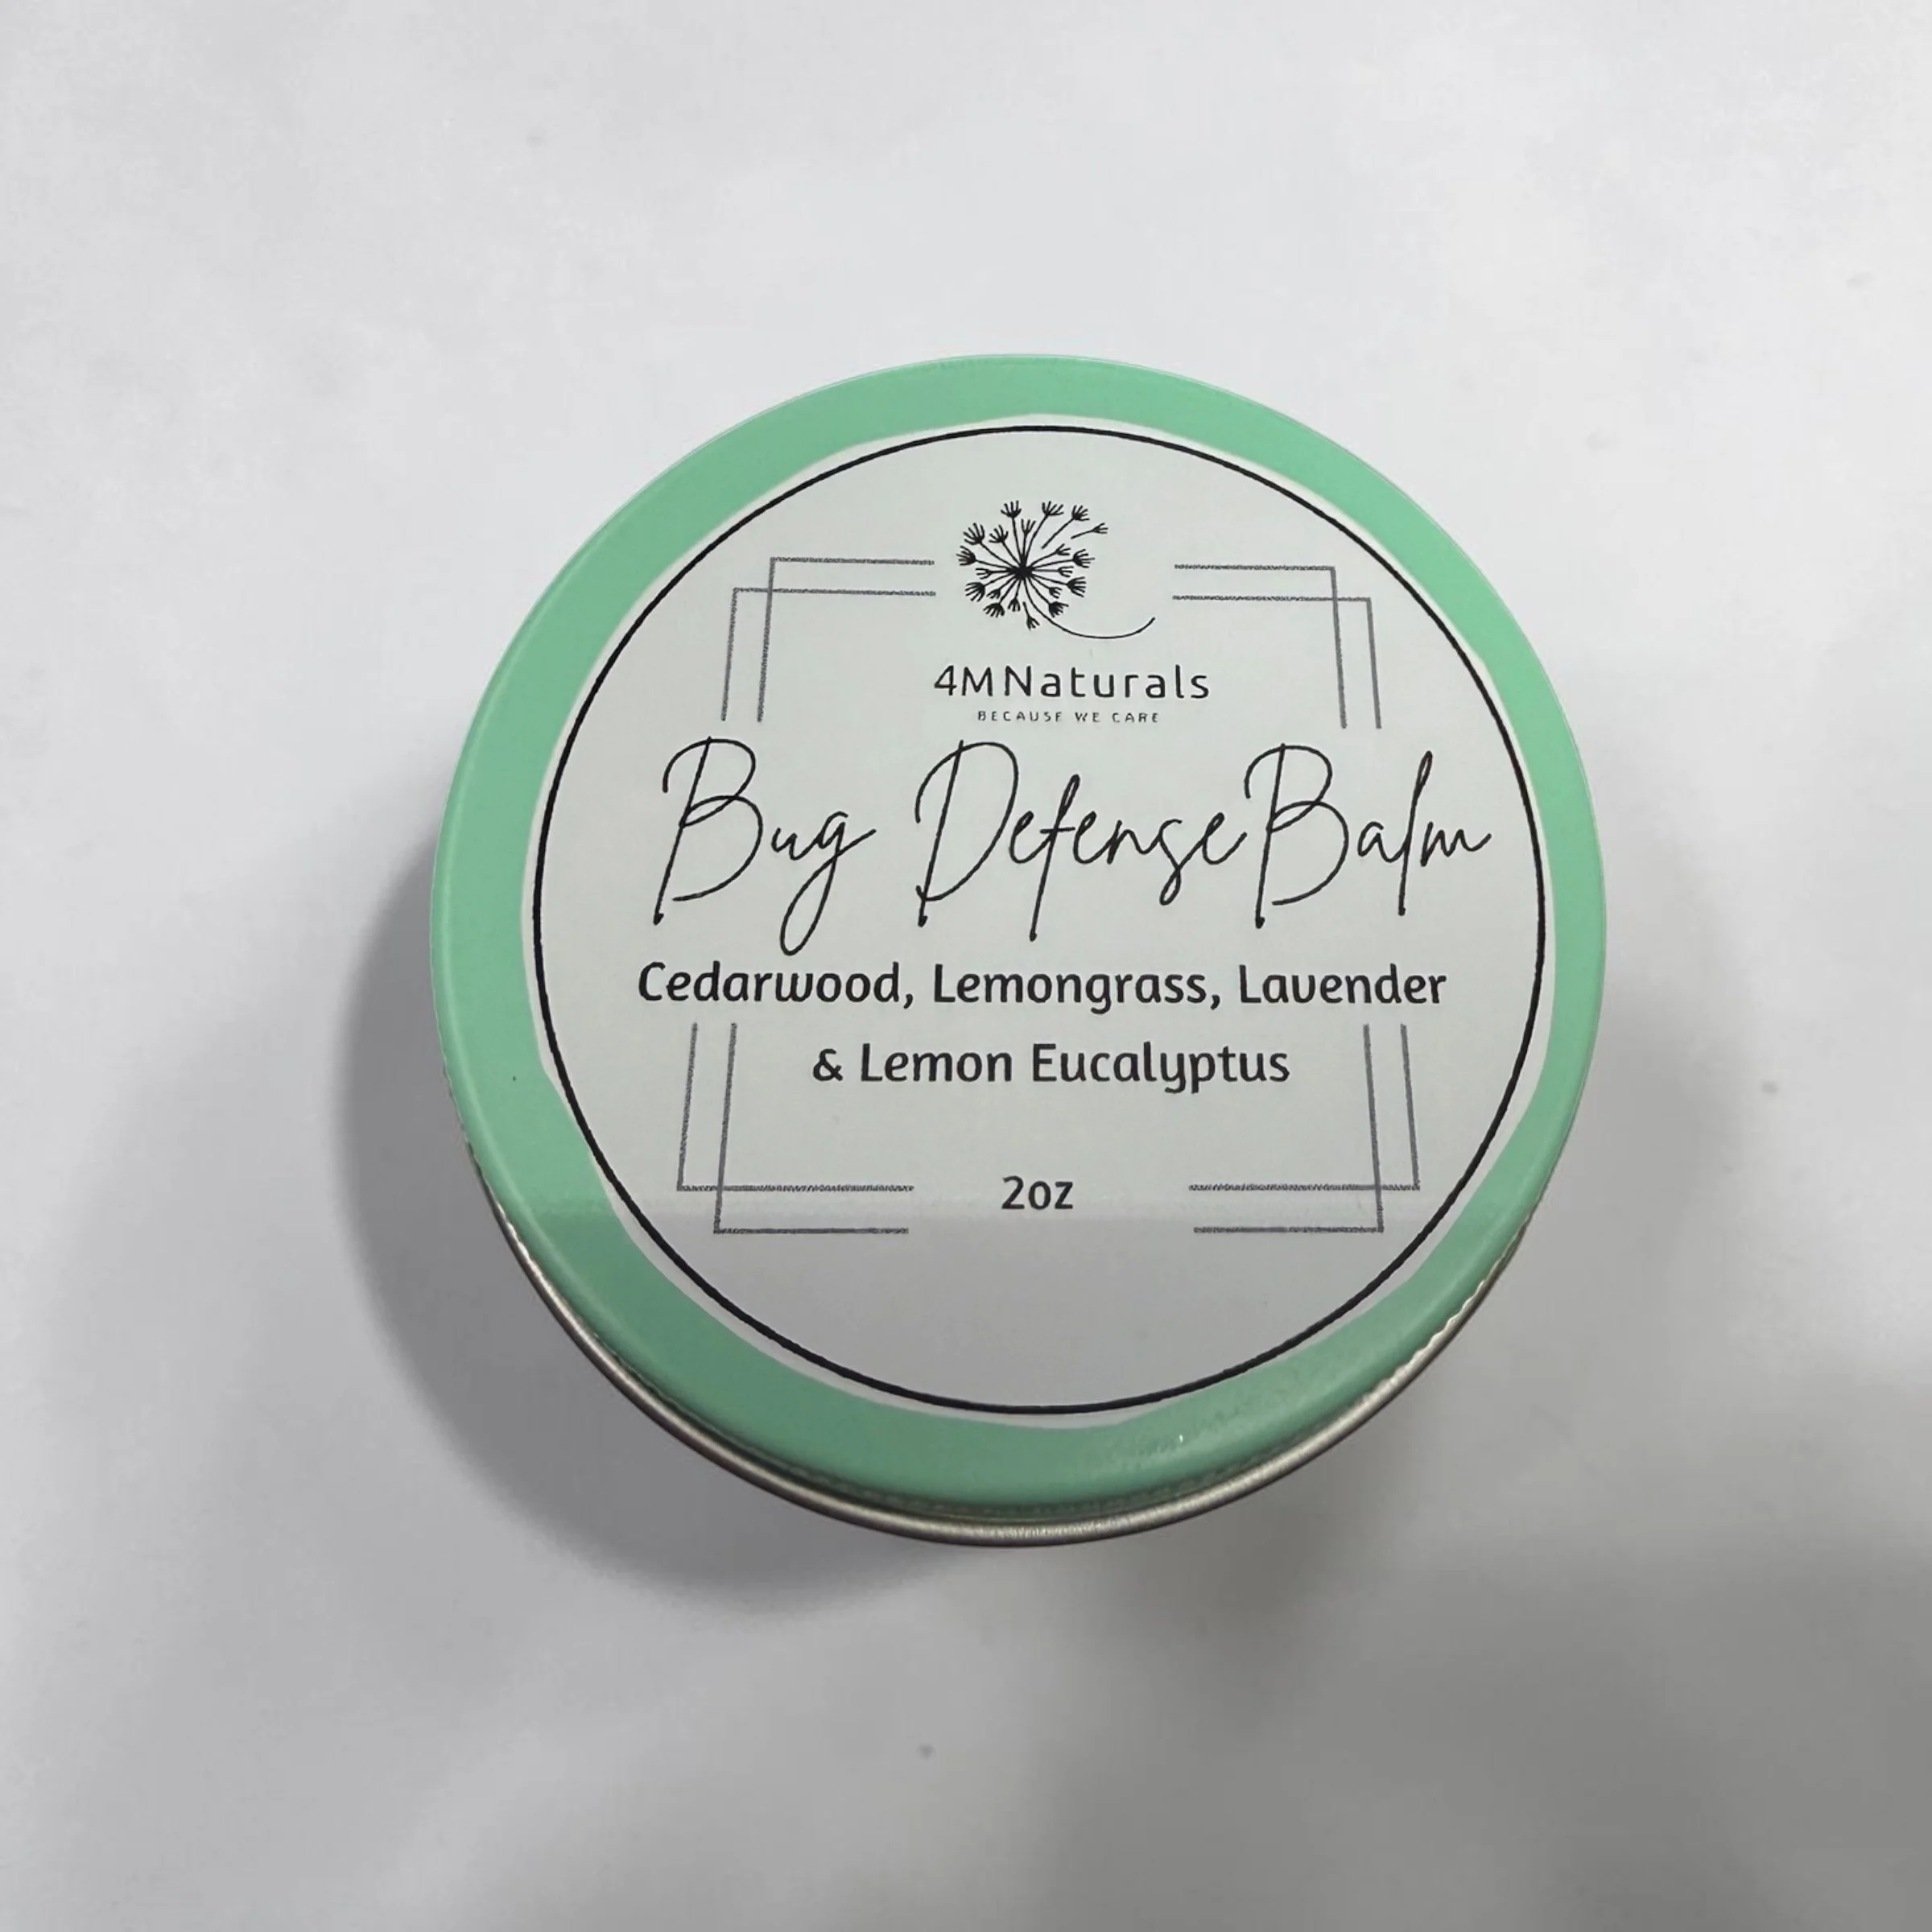 4MNaturals
BECAUSE WE CARE
Bug Defense Balm
Cedarwood, Lemongrass, Lavender
& Lemon Eucalyptus
2oz